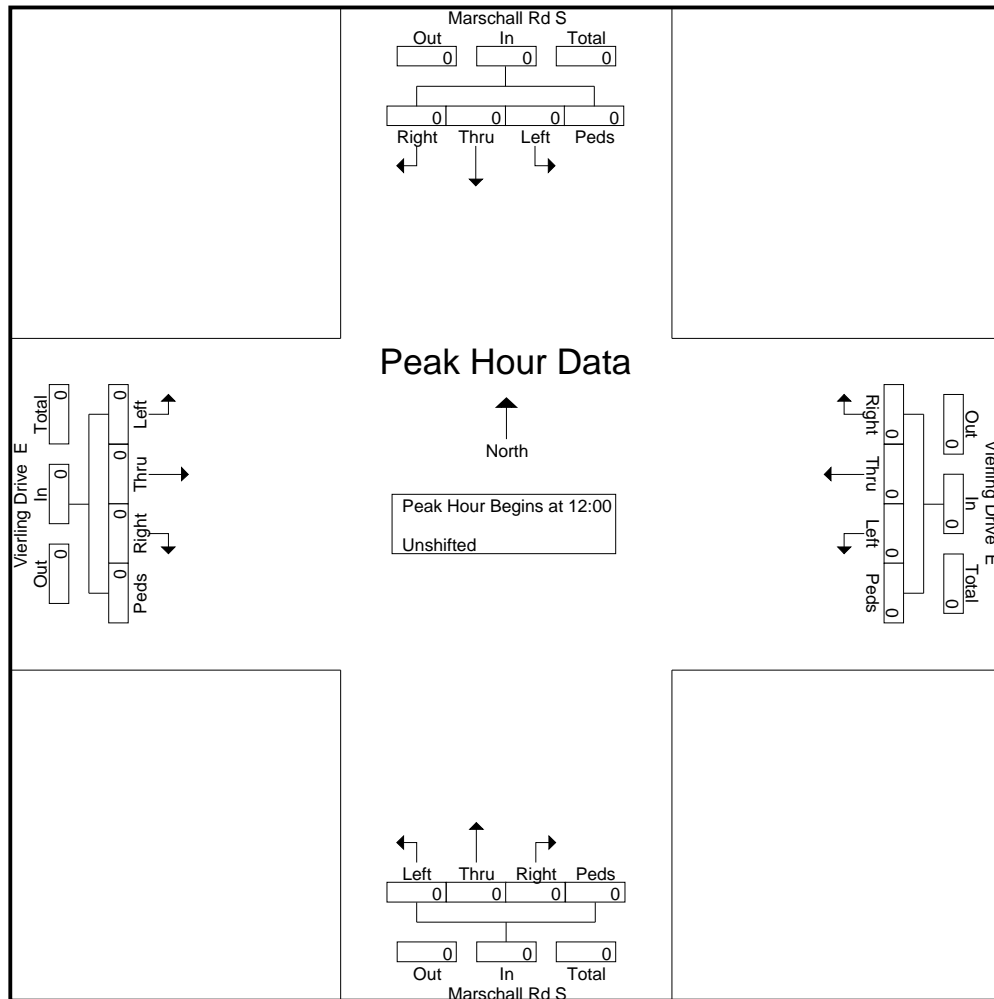 Marschall Rd S
Out In Total
0 0 0
0 0 0 0
Right Thru Left Peds
Peak Hour Data
North
Peak Hour Begins at 12:00
Unshifted
Vierling Drive E
Total In Out
0 0 0
0 0 0 0
Left Thru Right Peds
Vierling Drive E
Out In Total
0 0 0
0 0 0 0
Right Thru Left Peds
Left Thru Right Peds
0 0 0 0
0 0 0
Out In Total
Marschall Rd S